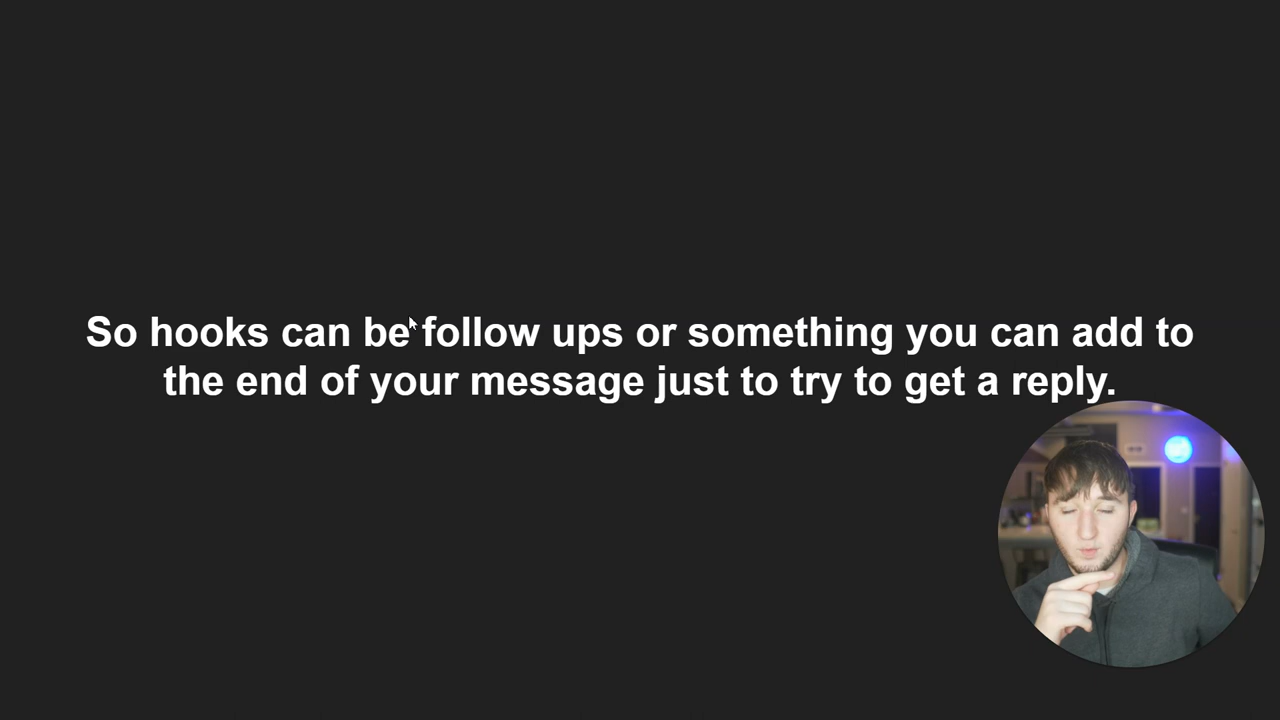 So hooks can be follow ups or something you can add to
the end of your message just to try to get a reply.